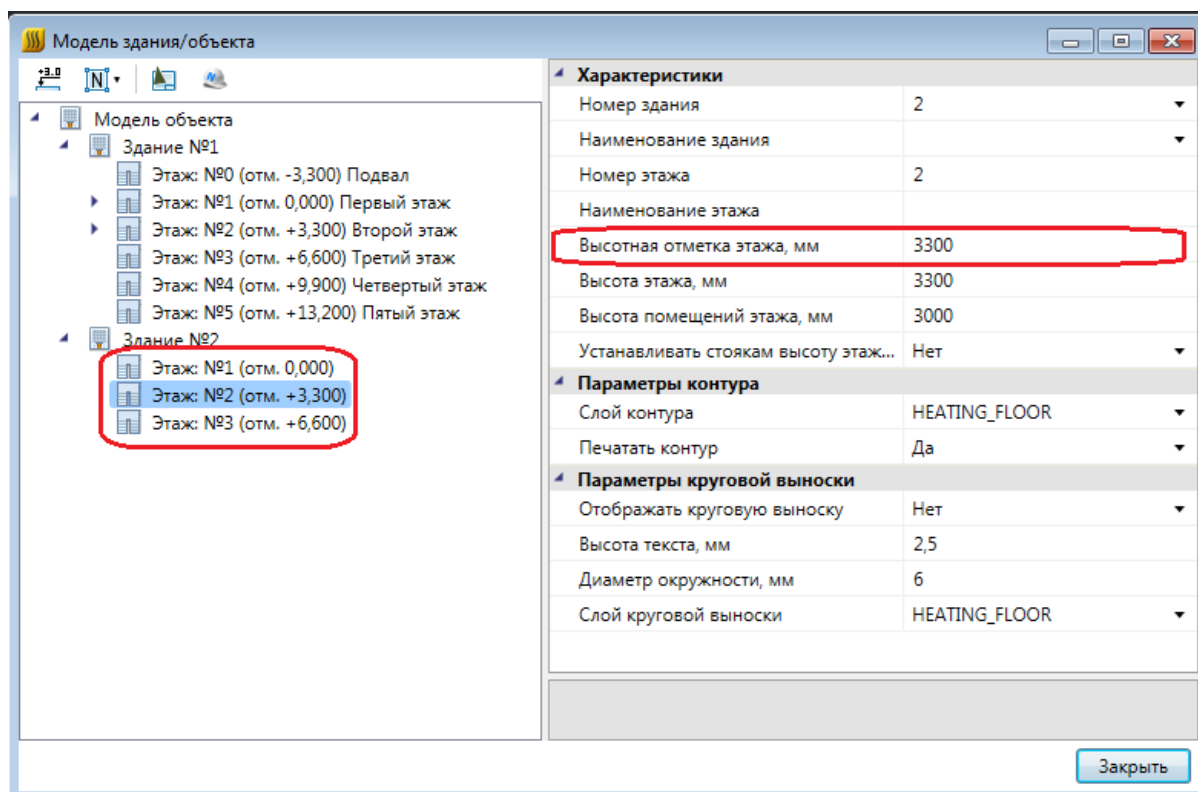 Модель здания/объекта
+3.0
N
Модель объекта
Здание №1
Этаж: №0 (отм. -3,300) Подвал
Этаж: №1 (отм. 0,000) Первый этаж
Этаж: №2 (отм. +3,300) Второй этаж
Этаж: №3 (отм. +6,600) Третий этаж
Этаж: №4 (отм. +9,900) Четвертый этаж
Этаж: №5 (отм. +13,200) Пятый этаж
Здание №2
Этаж: №1 (отм. 0,000)
Этаж: №2 (отм. +3,300)
Этаж: №3 (отм. +6,600)
Характеристики
Номер здания 2
Наименование здания
Номер этажа 2
Наименование этажа
Высотная отметка этажа, мм 3300
Высота этажа, мм 3300
Высота помещений этажа, мм 3000
Устанавливать стоякам высоту этаж... Нет
Параметры контура
Слой контура HEATING_FLOOR
Печатать контур Да
Параметры круговой выноски
Отображать круговую выноску Нет
Высота текста, мм 2,5
Диаметр окружности, мм 6
Слой круговой выноски HEATING_FLOOR
Закрыть